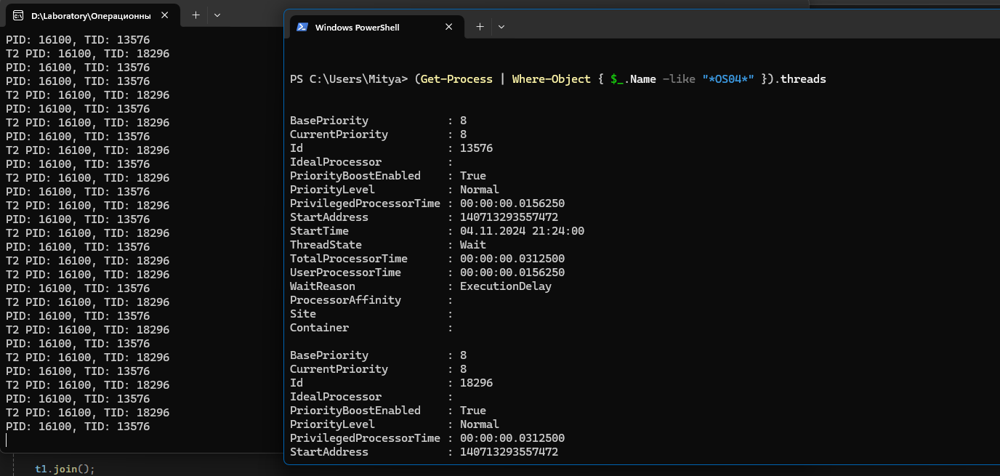 D:\Laboratory\Операционны
PID: 16100, TID: 13576
T2 PID: 16100, TID: 18296
PID: 16100, TID: 13576
PID: 16100, TID: 13576
T2 PID: 16100, TID: 18296
PID: 16100, TID: 13576
T2 PID: 16100, TID: 18296
PID: 16100, TID: 13576
T2 PID: 16100, TID: 18296
PID: 16100, TID: 13576
T2 PID: 16100, TID: 18296
PID: 16100, TID: 13576
T2 PID: 16100, TID: 18296
PID: 16100, TID: 13576
T2 PID: 16100, TID: 18296
PID: 16100, TID: 13576
T2 PID: 16100, TID: 18296
T2 PID: 16100, TID: 18296
PID: 16100, TID: 13576
T2 PID: 16100, TID: 18296
PID: 16100, TID: 13576
T2 PID: 16100, TID: 18296
PID: 16100, TID: 13576
T2 PID: 16100, TID: 18296
PID: 16100, TID: 13576
T2 PID: 16100, TID: 18296
PID: 16100, TID: 13576
T2 PID: 16100, TID: 18296
PID: 16100, TID: 13576
t1.join();
Windows PowerShell
PS C:\Users\Mitya> (Get-Process | Where-Object { $_.Name -like "*OS04*" }).threads
BasePriority : 8
CurrentPriority : 8
Id : 13576
IdealProcessor :
PriorityBoostEnabled : True
PriorityLevel : Normal
PrivilegedProcessorTime : 00:00:00.0156250
StartAddress : 140713293557472
StartTime : 04.11.2024 21:24:00
ThreadState : Wait
TotalProcessorTime : 00:00:00.0312500
UserProcessorTime : 00:00:00.0156250
WaitReason : ExecutionDelay
ProcessorAffinity :
Site :
Container :
BasePriority : 8
CurrentPriority : 8
Id : 18296
IdealProcessor :
PriorityBoostEnabled : True
PriorityLevel : Normal
PrivilegedProcessorTime : 00:00:00.0312500
StartAddress : 140713293557472